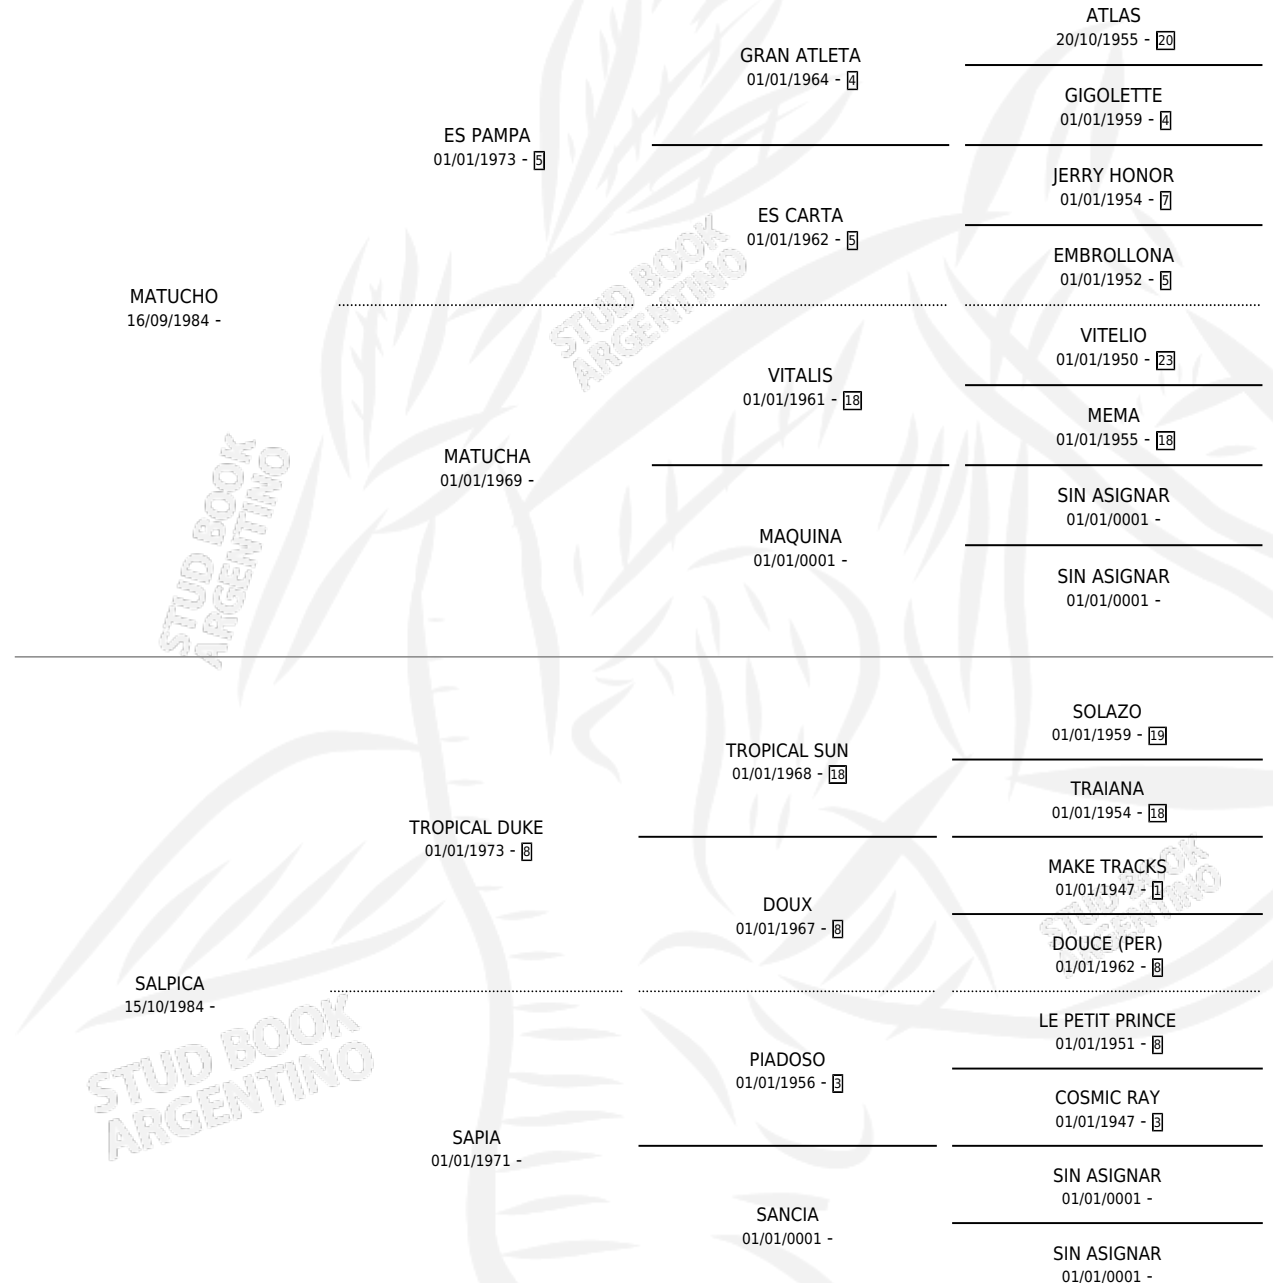 ATLAS
20/10/1955 - 20
GRAN ATLETA
01/01/1964 - 4
GIGOLETTE
01/01/1959 - 4
ES PAMPA
01/01/1973 - 5
JERRY HONOR
01/01/1954 - 7
ES CARTA
01/01/1962 - 5
EMBROLLONA
01/01/1952 - 5
MATUCHO
16/09/1984 -
VITELIO
01/01/1950 - 23
VITALIS
01/01/1961 - 18
MEMA
01/01/1955 - 18
MATUCHA
01/01/1969 -
SIN ASIGNAR
01/01/0001 -
MAQUINA
01/01/0001 -
SIN ASIGNAR
01/01/0001 -
STUD BOOK
ARGENTINO
STUD BOOK
ARGENTINO
SOLAZO
01/01/1959 - 19
TROPICAL SUN
01/01/1968 - 18
TRAIANA
01/01/1954 - 18
TROPICAL DUKE
01/01/1973 - 8
MAKE TRACKS
01/01/1947 - 1
DOUX
01/01/1967 - 8
DOUCE (PER)
01/01/1962 - 8
STUD BOOK
ARGENTINO
SALPICA
15/10/1984 -
LE PETIT PRINCE
01/01/1951 - 8
PIADOSO
01/01/1956 - 3
COSMIC RAY
01/01/1947 - 3
SAPIA
01/01/1971 -
SIN ASIGNAR
01/01/0001 -
SANCIA
01/01/0001 -
SIN ASIGNAR
01/01/0001 -
STUD BOOK
ARGENTINO